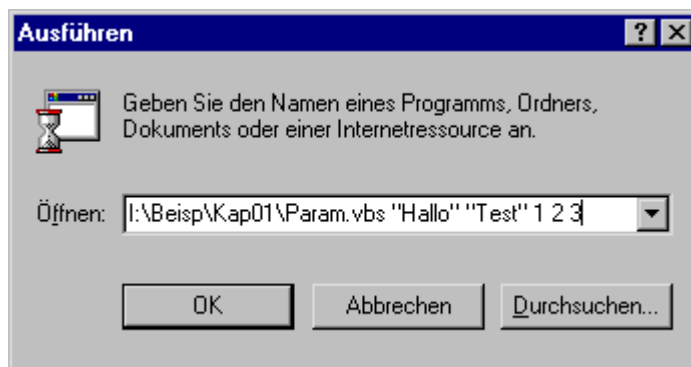 Ausführen
Geben Sie den Namen eines Programms, Ordners,
Dokuments oder einer Internetressource an.
Öffnen: I:\Beisp\Kap01\Param.vbs "Hallo" "Test" 1 2 3
OK Abbrechen Durchsuchen...